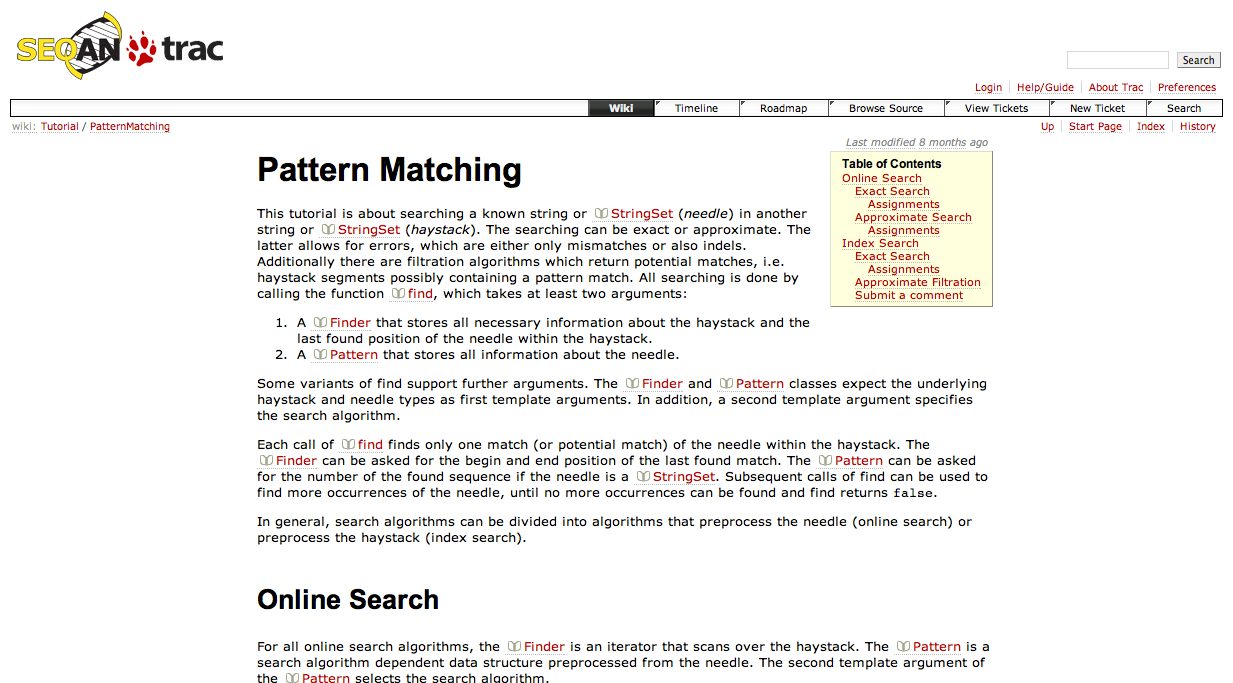 SEQAN trac
Search
Login Help/Guide About Trac Preferences
Wiki Timeline Roadmap Browse Source View Tickets New Ticket Search
wiki: Tutorial / PatternMatching
Up Start Page Index History
Last modified 8 months ago
Pattern Matching
Table of Contents
Online Search
Exact Search
Assignments
Approximate Search
Assignments
Index Search
Exact Search
Assignments
Approximate Filtration
Submit a comment
This tutorial is about searching a known string or StringSet (needle) in another
string or StringSet (haystack). The searching can be exact or approximate. The
latter allows for errors, which are either only mismatches or also indels.
Additionally there are filtration algorithms which return potential matches, i.e.
haystack segments possibly containing a pattern match. All searching is done by
calling the function find, which takes at least two arguments:
1. A Finder that stores all necessary information about the haystack and the
last found position of the needle within the haystack.
2. A Pattern that stores all information about the needle.
Some variants of find support further arguments. The Finder and Pattern classes expect the underlying
haystack and needle types as first template arguments. In addition, a second template argument specifies
the search algorithm.
Each call of find finds only one match (or potential match) of the needle within the haystack. The
Finder can be asked for the begin and end position of the last found match. The Pattern can be asked
for the number of the found sequence if the needle is a StringSet. Subsequent calls of find can be used to
find more occurrences of the needle, until no more occurrences can be found and find returns false.
In general, search algorithms can be divided into algorithms that preprocess the needle (online search) or
preprocess the haystack (index search).
Online Search
For all online search algorithms, the Finder is an iterator that scans over the haystack. The Pattern is a
search algorithm dependent data structure preprocessed from the needle. The second template argument of
the Pattern selects the search algorithm.